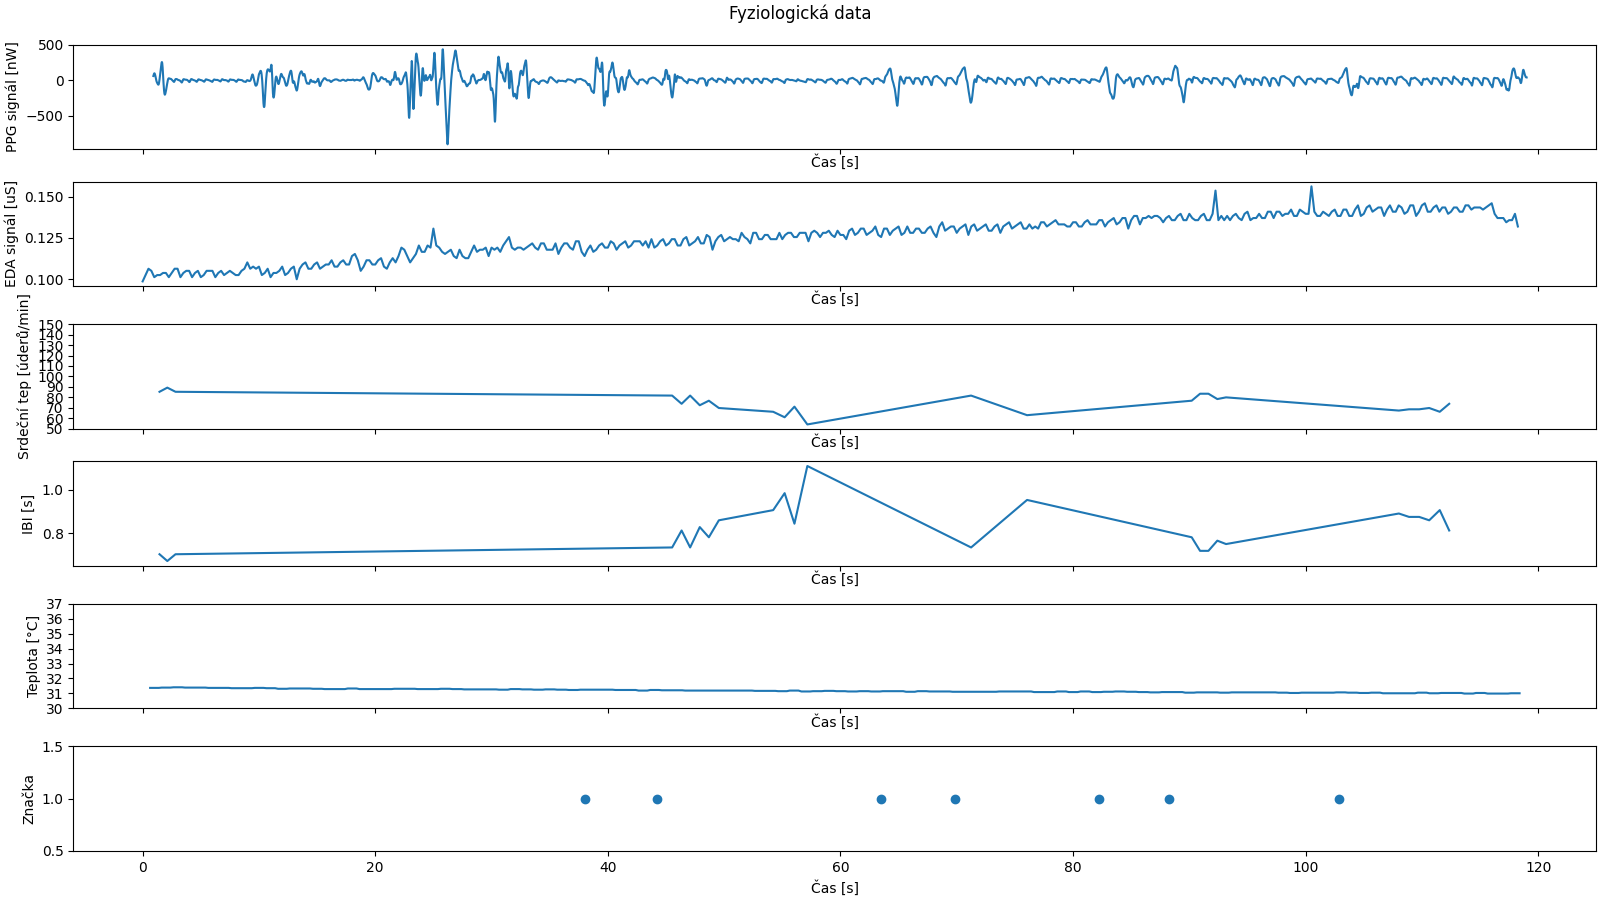 Fyziologická data
PPG signál [nW]
500
0
−500
Čas [s]
EDA signál [uS]
0.150
0.125
0.100
Čas [s]
Srdeční tep [úderů/min]
150
140
130
120
110
100
90
80
70
60
50
Čas [s]
IBI [s]
1.0
0.8
Čas [s]
Teplota [°C]
37
36
35
34
33
32
31
30
Čas [s]
Značka
1.5
1.0
0.5
0 20 40 60 80 100 120
Čas [s]